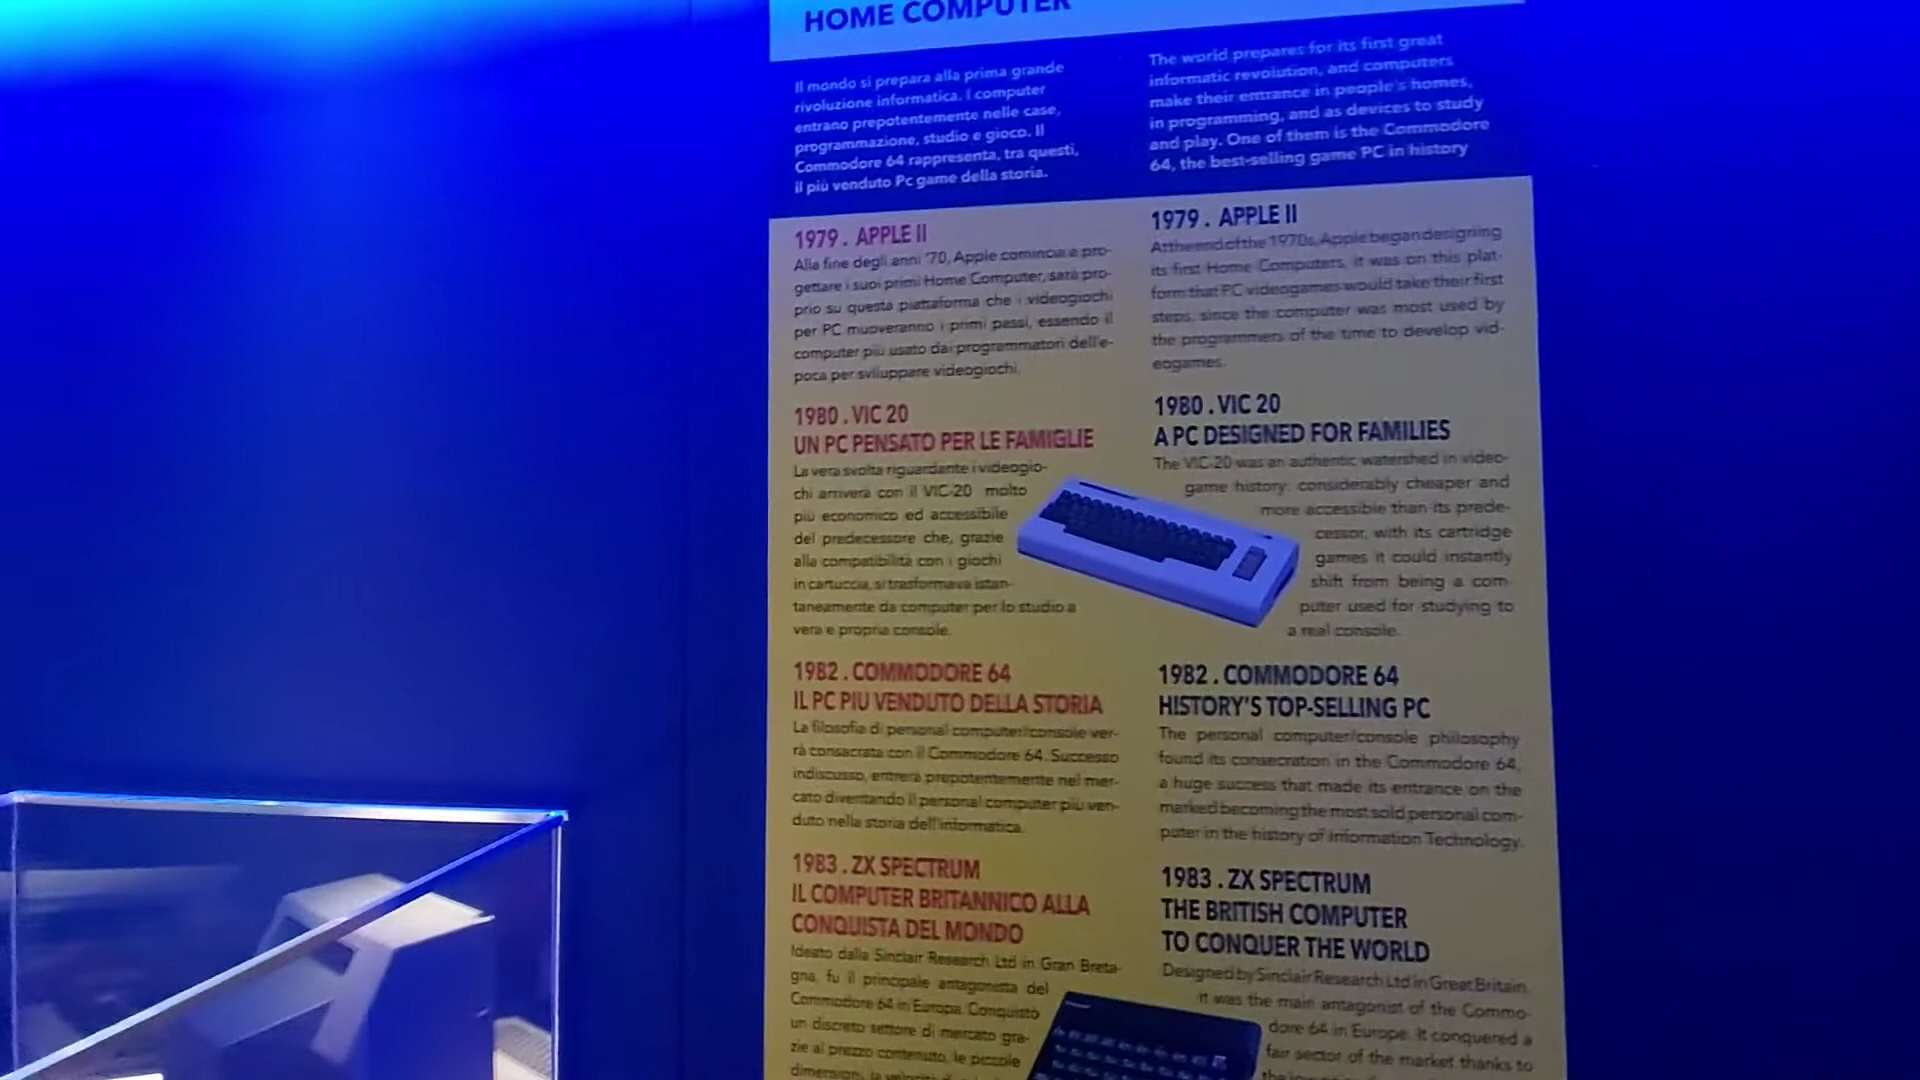 HOME COMPUTER
Il mondo si prepara alla prima grande
rivoluzione informatica. I computer
entrano prepotentemente nelle case,
programmazione, studio e gioco. Il
Commodore 64 rappresenta, tra questi,
il più venduto Pc game della storia.
1979 . APPLE II
Alla fine degli anni '70, Apple comincia a pro-
gettare i suoi primi Home Computer, sarà pro-
prio su questa piattaforma che i videogiochi
per PC muoveranno i primi passi, essendo il
computer più usato dai programmatori dell'e-
poca per sviluppare videogiochi.
1980 . VIC 20
UN PC PENSATO PER LE FAMIGLIE
La vera svolta riguardante i videogio-
chi arriverà con il VIC-20 molto
più economico ed accessibile
del predecessore che, grazie
alla compatibilità con i giochi
in cartuccia, si trasformava istan-
taneamente da computer per lo studio a
vera e propria console.
1982 . COMMODORE 64
IL PC PIU VENDUTO DELLA STORIA
La filosofia di personal computer/console ver-
rà consacrata con il Commodore 64. Successo
indiscusso, entrerà prepotentemente nel mer-
cato diventando il personal computer più ven-
duto nella storia dell'informatica.
1983 . ZX SPECTRUM
IL COMPUTER BRITANNICO ALLA
CONQUISTA DEL MONDO
Ideato dalla Sinclair Research Ltd in Gran Breta-
gna, fu il principale antagonista del
Commodore 64 in Europa. Conquistò
un discreto settore di mercato gra-
zie al prezzo contenuto, le piccole
dimensioni, la velocità
The world prepares for its first great
informatic revolution, and computers
make their entrance in people's homes,
in programming, and as devices to study
and play. One of them is the Commodore
64, the best-selling game PC in history
1979 . APPLE II
At the end of the 1970s, Apple began designing
its first Home Computers, it was on this plat-
form that PC videogames would take their first
steps, since the computer was most used by
the programmers of the time to develop vid-
eogames.
1980 . VIC 20
A PC DESIGNED FOR FAMILIES
The VIC-20 was an authentic watershed in video-
game history: considerably cheaper and
more accessible than its prede-
cessor, with its cartridge
games it could instantly
shift from being a com-
puter used for studying to
a real console.
1982 . COMMODORE 64
HISTORY'S TOP-SELLING PC
The personal computer/console philosophy
found its consecration in the Commodore 64,
a huge success that made its entrance on the
marked becoming the most sold personal com-
puter in the history of Information Technology.
1983 . ZX SPECTRUM
THE BRITISH COMPUTER
TO CONQUER THE WORLD
Designed by Sinclair Research Ltd in Great Britain,
it was the main antagonist of the Commo-
dore 64 in Europe. It conquered a
fair sector of the market thanks to